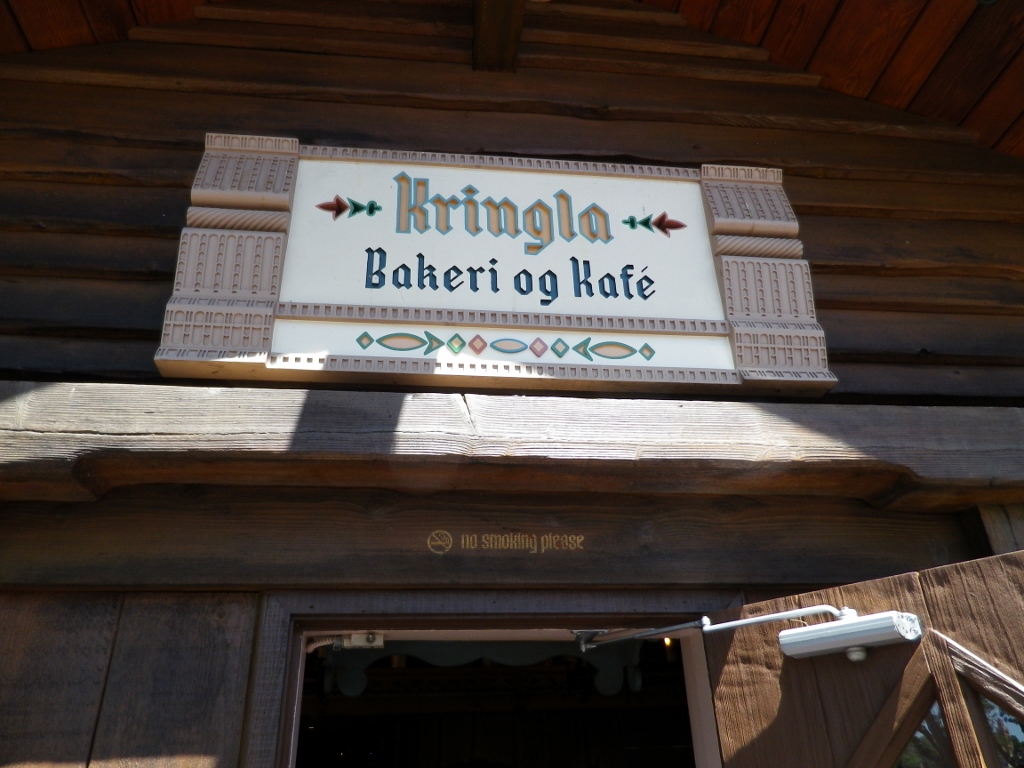 Kringla
Bakeri og Kafé
no smoking please